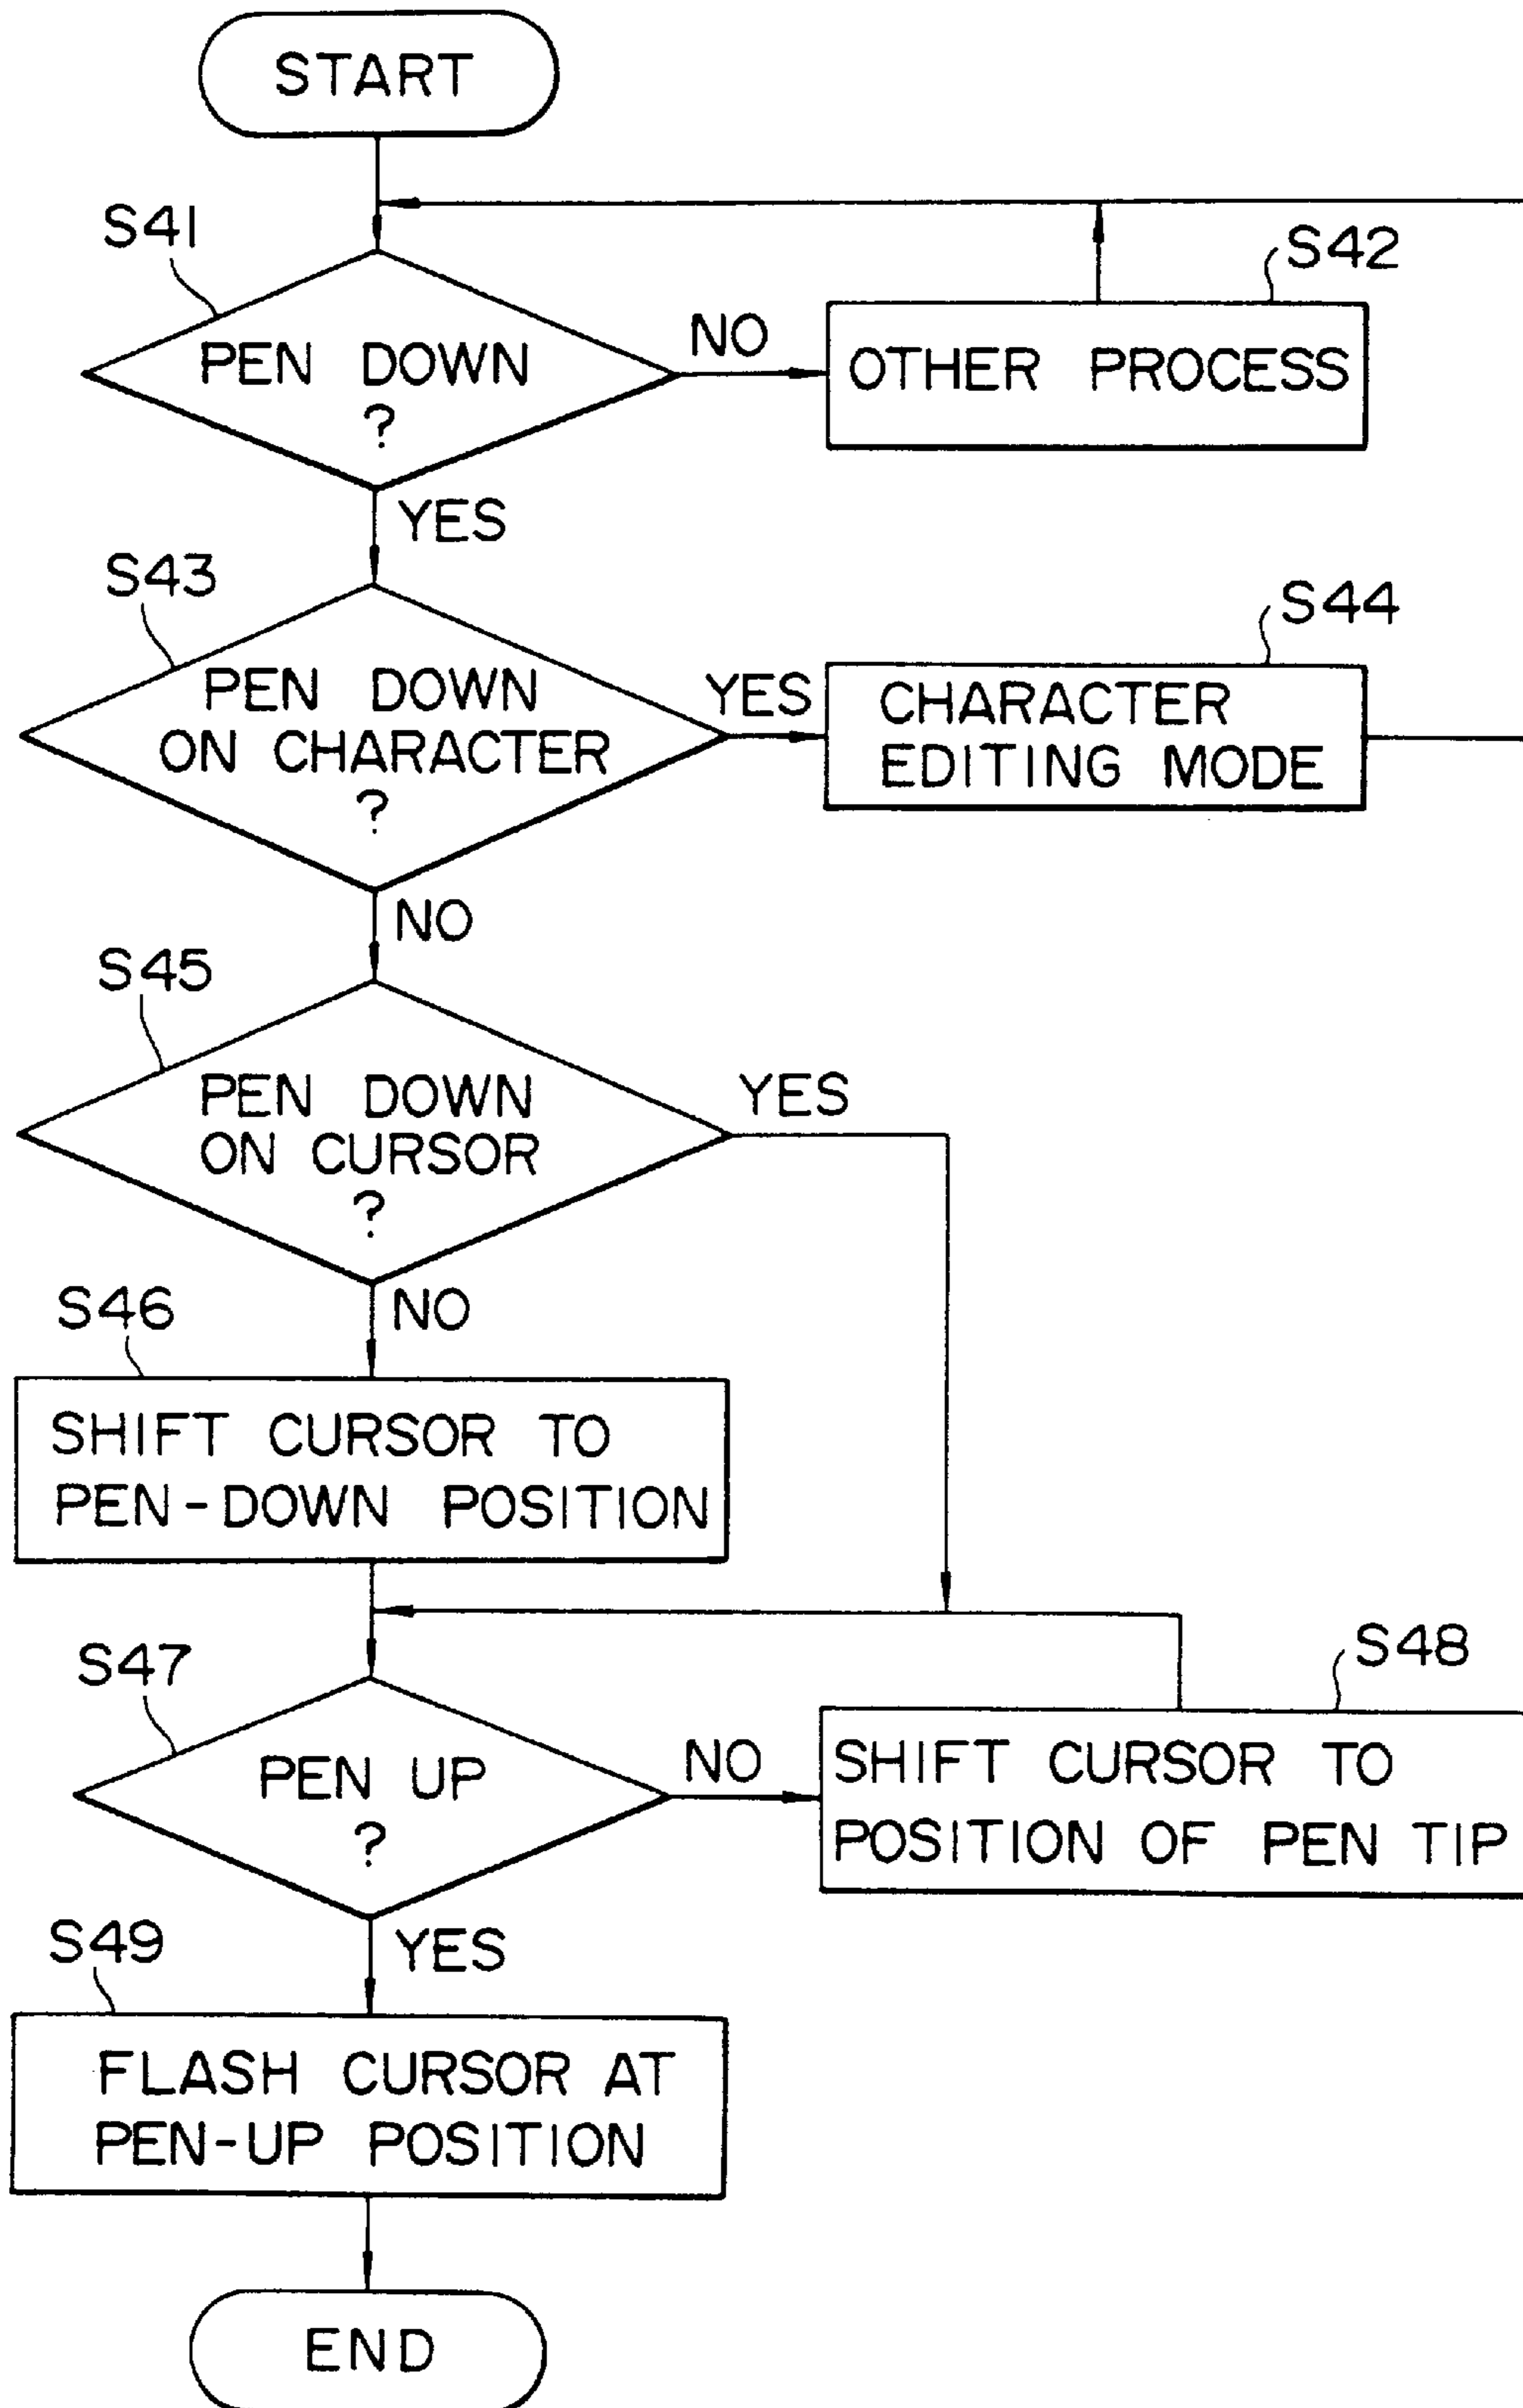 START
S41
S42
PEN DOWN
?
NO
OTHER PROCESS
YES
S43
S44
PEN DOWN
ON CHARACTER
?
YES
CHARACTER
EDITING MODE
NO
S45
PEN DOWN
ON CURSOR
?
YES
S46
NO
SHIFT CURSOR TO
PEN-DOWN POSITION
S47
S48
PEN UP
?
NO
SHIFT CURSOR TO
POSITION OF PEN TIP
S49
YES
FLASH CURSOR AT
PEN-UP POSITION
END